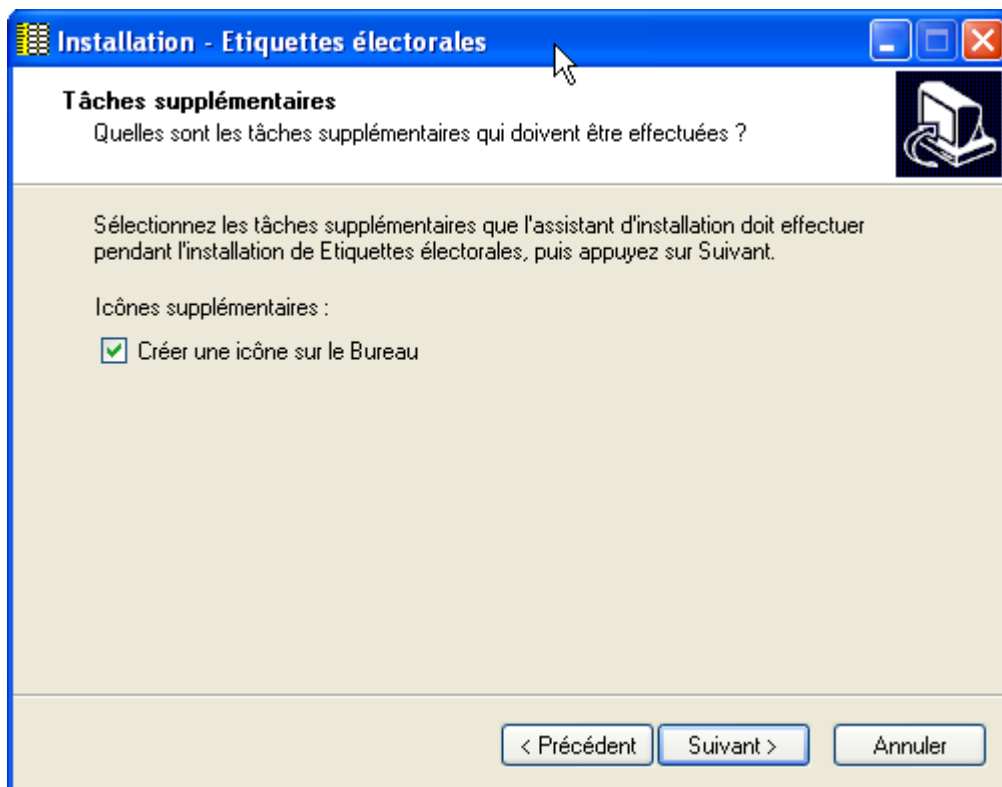 Installation - Etiquettes électorales
Tâches supplémentaires
Quelles sont les tâches supplémentaires qui doivent être effectuées ?
Sélectionnez les tâches supplémentaires que l'assistant d'installation doit effectuer
pendant l'installation de Etiquettes électorales, puis appuyez sur Suivant.
Icônes supplémentaires :
Créer une icône sur le Bureau
< Précédent Suivant > Annuler